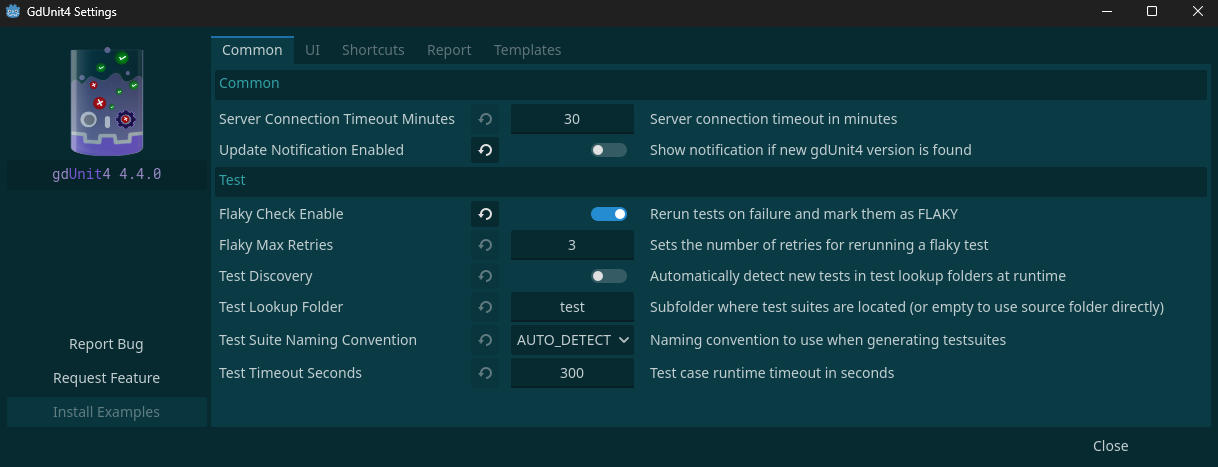 GdUnit4 Settings
Common UI Shortcuts Report Templates
Common
Server Connection Timeout Minutes 30 Server connection timeout in minutes
Update Notification Enabled Show notification if new gdUnit4 version is found
gdUnit4 4.4.0
Test
Flaky Check Enable Rerun tests on failure and mark them as FLAKY
Flaky Max Retries 3 Sets the number of retries for rerunning a flaky test
Test Discovery Automatically detect new tests in test lookup folders at runtime
Test Lookup Folder test Subfolder where test suites are located (or empty to use source folder directly)
Test Suite Naming Convention AUTO_DETECT Naming convention to use when generating testsuites
Test Timeout Seconds 300 Test case runtime timeout in seconds
Report Bug
Request Feature
Install Examples
Close